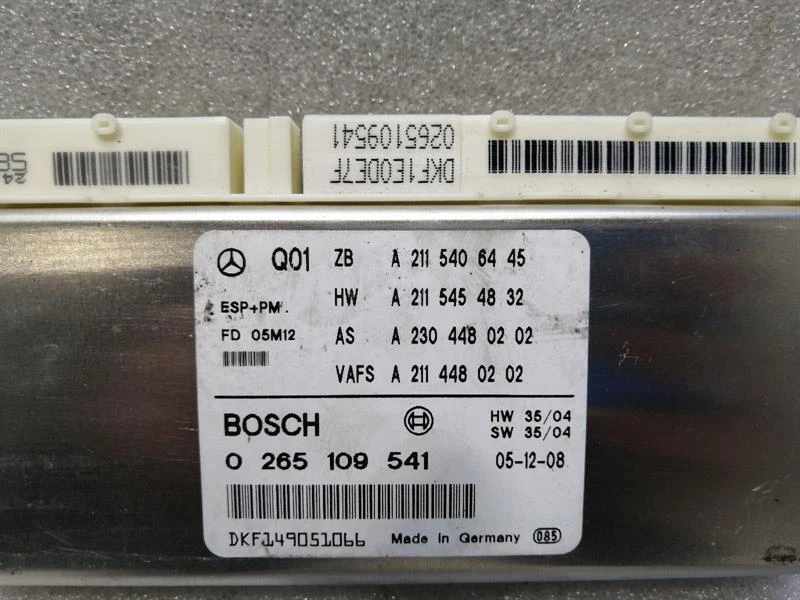 DKF1E0DE7F
0265109541
Q01 ZB A 211 540 64 45
HW A 211 545 48 32
ESP+PM
FD 05M12 AS A 230 448 02 02
VAFS A 211 448 02 02
BOSCH HW 35/04
SW 35/04
0 265 109 541 05-12-08
DKF149051066 Made In Germany 085